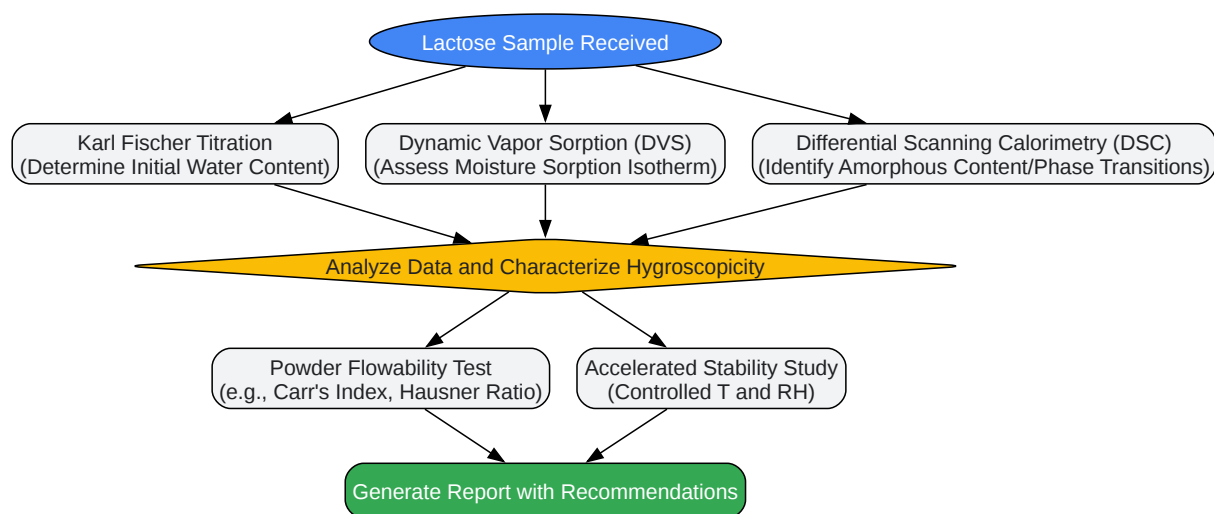 Lactose Sample Received
Karl Fischer Titration
(Determine Initial Water Content)
Dynamic Vapor Sorption (DVS)
(Assess Moisture Sorption Isotherm)
Differential Scanning Calorimetry (DSC)
(Identify Amorphous Content/Phase Transitions)
Analyze Data and Characterize Hygroscopicity
Powder Flowability Test
(e.g., Carr's Index, Hausner Ratio)
Accelerated Stability Study
(Controlled T and RH)
Generate Report with Recommendations